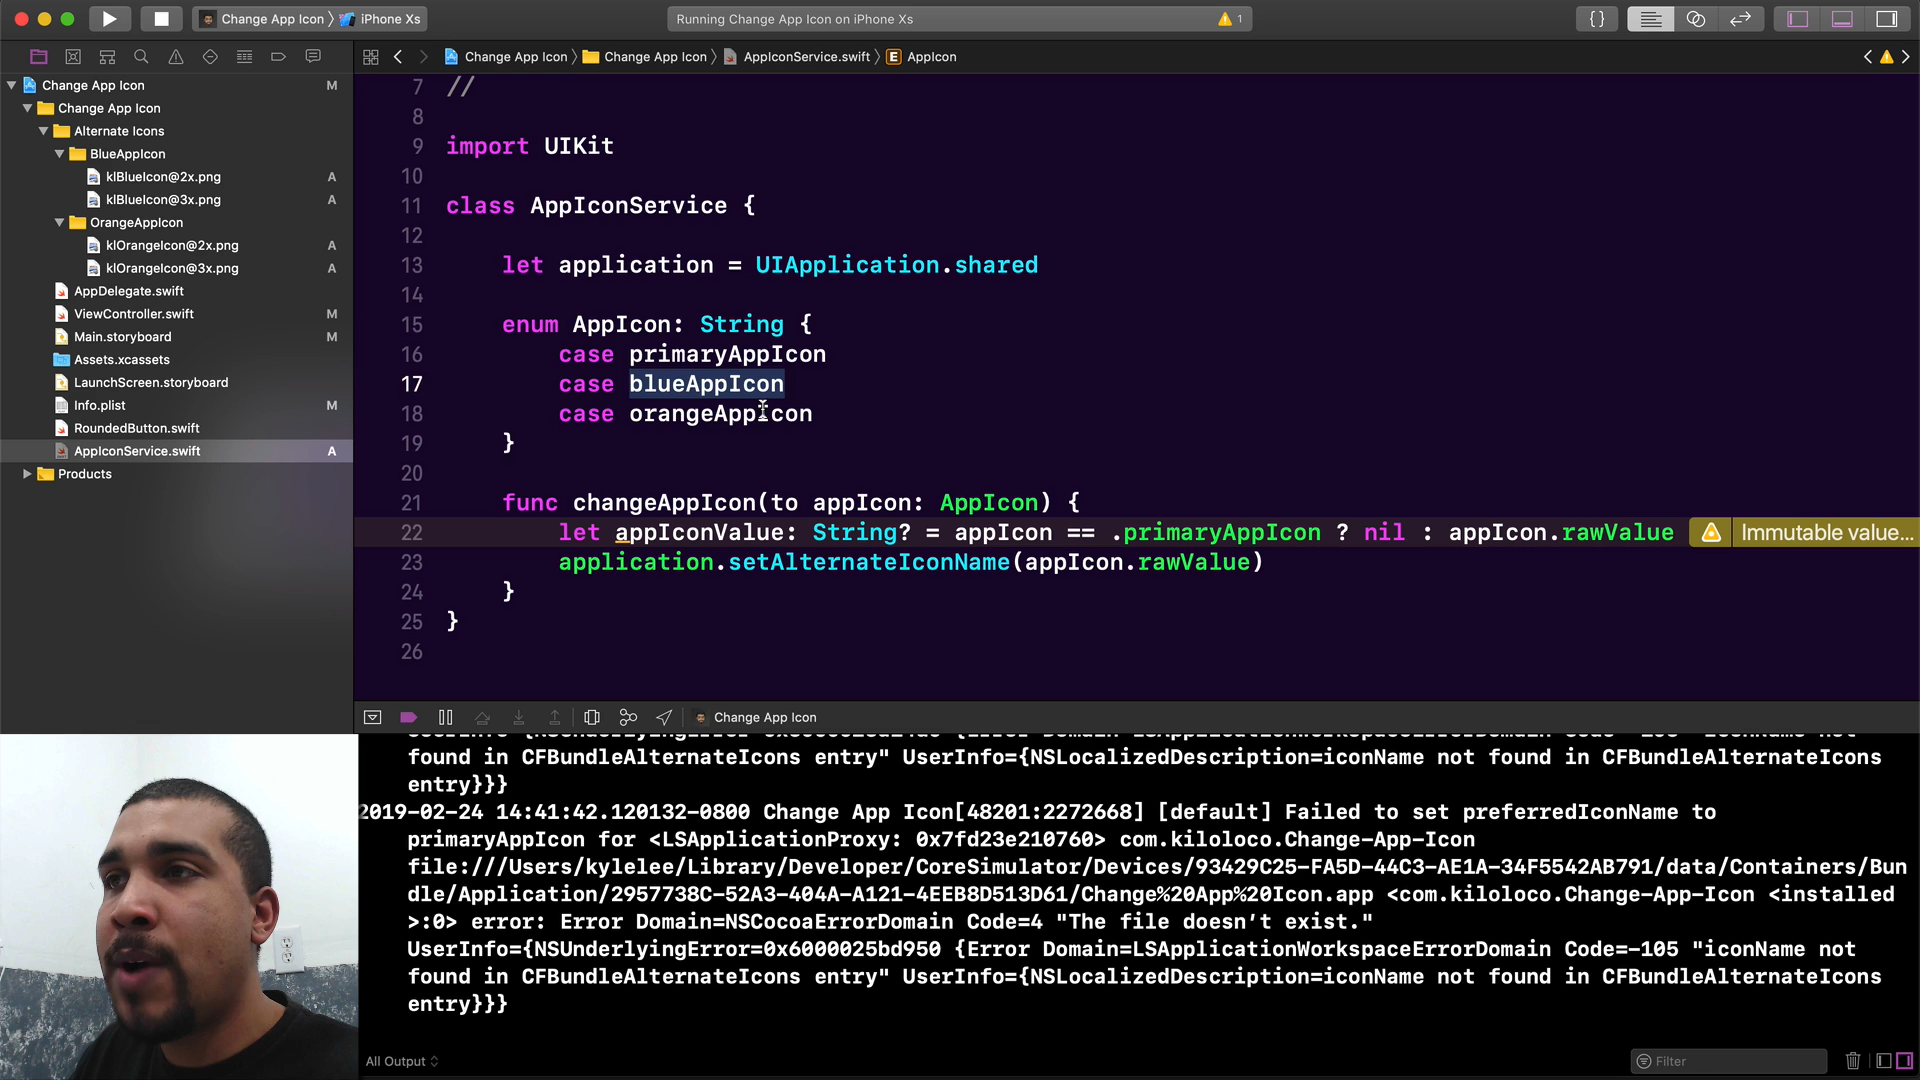 Change App Icon
iPhone Xs
Running Change App Icon on iPhone Xs
1
{}
Change App Icon
Change App Icon
AppIconService.swift
E AppIcon
Change App Icon M
Change App Icon
Alternate Icons
BlueAppIcon
klBlueIcon@2x.png A
klBlueIcon@3x.png A
OrangeAppIcon
klOrangeIcon@2x.png A
klOrangeIcon@3x.png A
AppDelegate.swift
ViewController.swift M
Main.storyboard M
Assets.xcassets
LaunchScreen.storyboard
Info.plist M
RoundedButton.swift
AppIconService.swift A
Products
7 //
8
9 import UIKit
10
11 class AppIconService {
12
13 let application = UIApplication.shared
14
15 enum AppIcon: String {
16 case primaryAppIcon
17 case blueAppIcon
18 case orangeAppIcon
19 }
20
21 func changeAppIcon(to appIcon: AppIcon) {
22 let appIconValue: String? = appIcon == .primaryAppIcon ? nil : appIcon.rawValue Immutable value...
23 application.setAlternateIconName(appIcon.rawValue)
24 }
25 }
26
Change App Icon
found in CFBundleAlternateIcons entry" UserInfo={NSLocalizedDescription=iconName not found in CFBundleAlternateIcons
entry}}}
2019-02-24 14:41:42.120132-0800 Change App Icon[48201:2272668] [default] Failed to set preferredIconName to
primaryAppIcon for <LSApplicationProxy: 0x7fd23e210760> com.kiloloco.Change-App-Icon
file:///Users/kylelee/Library/Developer/CoreSimulator/Devices/93429C25-FA5D-44C3-AE1A-34F5542AB791/data/Containers/Bun
dle/Application/2957738C-52A3-404A-A121-4EEB8D513D61/Change%20App%20Icon.app <com.kiloloco.Change-App-Icon <installed
>:0> error: Error Domain=NSCocoaErrorDomain Code=4 "The file doesn’t exist."
UserInfo={NSUnderlyingError=0x6000025bd950 {Error Domain=LSApplicationWorkspaceErrorDomain Code=-105 "iconName not
found in CFBundleAlternateIcons entry" UserInfo={NSLocalizedDescription=iconName not found in CFBundleAlternateIcons
entry}}}
All Output
Filter